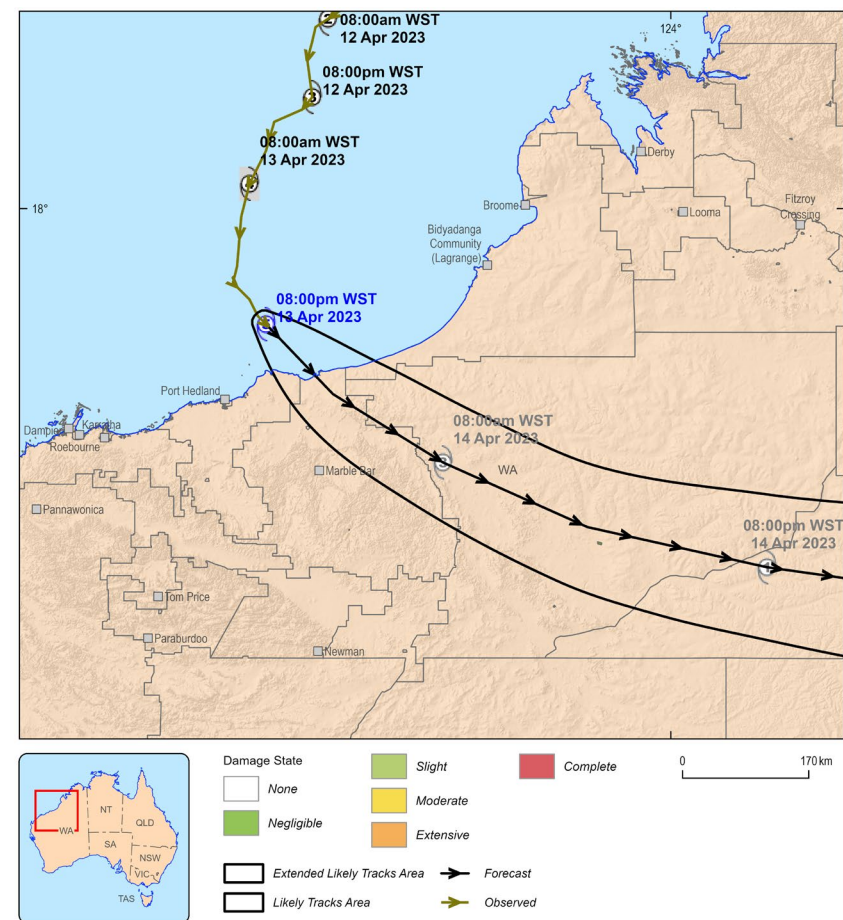 08:00am WST
12 Apr 2023
2
124°
08:00pm WST
12 Apr 2023
3
08:00am WST
13 Apr 2023
Derby
18°
Broome
Looma
Fitzroy
Crossing
Bidyadanga
Community
(Lagrange)
08:00pm WST
13 Apr 2023
Port Hedland
Dampier
Karratha
Roebourne
08:00am WST
14 Apr 2023
3
WA
Marble Bar
Pannawonica
08:00pm WST
14 Apr 2023
1
Tom Price
Paraburdoo
Newman
Damage State
None
Negligible
Slight
Moderate
Extensive
Complete
0
170 km
Extended Likely Tracks Area
Likely Tracks Area
Forecast
Observed
WA
NT
QLD
SA
NSW
VIC
TAS